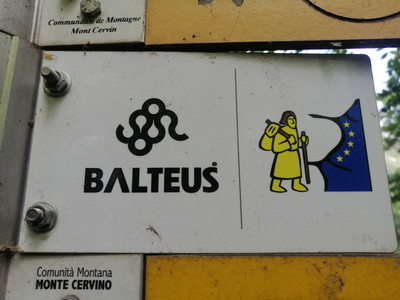 Communauté de Montagne
Mont Cervin
BALTEUS
Comunità Montana
MONTE CERVINO